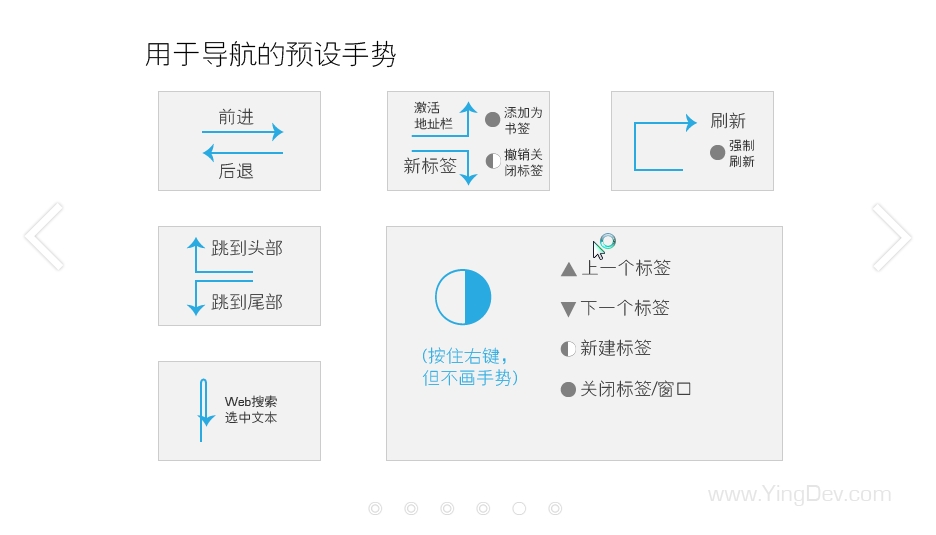 用于导航的预设手势
前进
后退
激活
地址栏
添加为
书签
新标签
撤销关
闭标签
刷新
强制
刷新
跳到头部
跳到尾部
(按住右键，
但不画手势)
上一个标签
下一个标签
新建标签
关闭标签/窗口
Web搜索
选中文本
www.YingDev.com